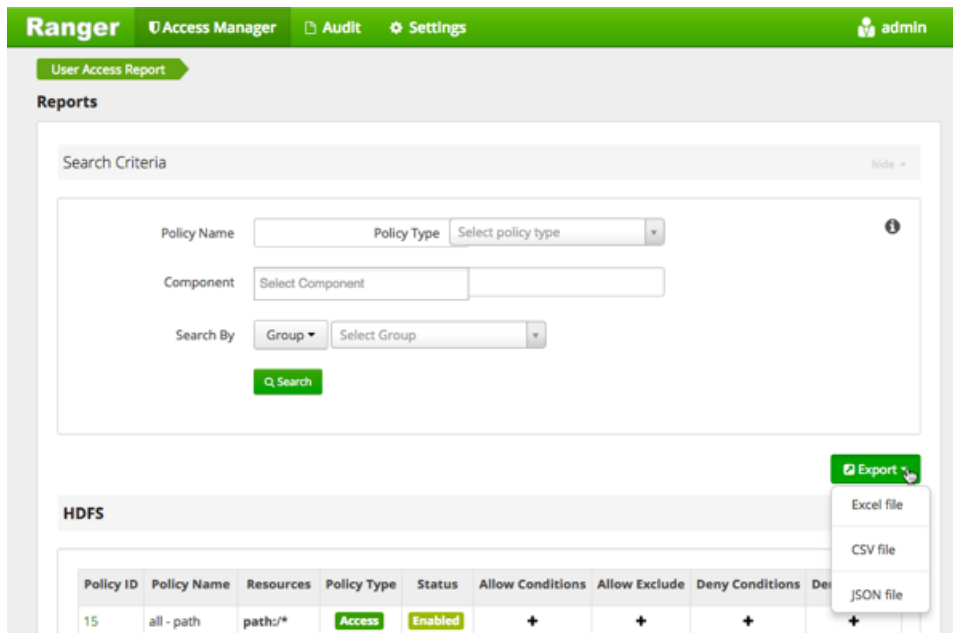 Ranger Access Manager Audit Settings admin
User Access Report
Reports
Search Criteria hide
Policy Name Policy Type Select policy type
Component Select Component
Search By Group Select Group
Search
Export
Excel file
CSV file
JSON file
HDFS
Policy ID Policy Name Resources Policy Type Status Allow Conditions Allow Exclude Deny Conditions
15 all - path path:/* Access Enabled + + + +